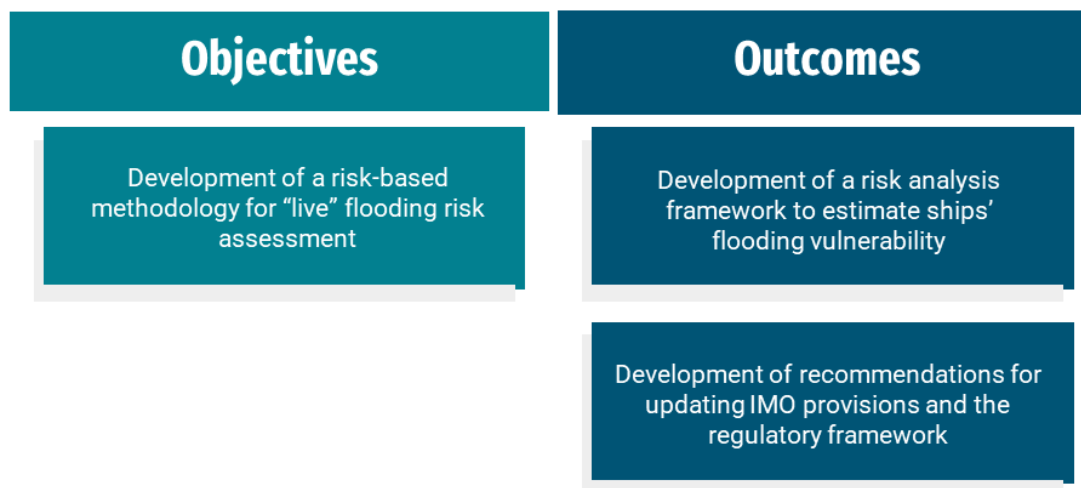 Objectives
Outcomes
Development of a risk-based
methodology for “live” flooding risk
assessment
Development of a risk analysis
framework to estimate ships’
flooding vulnerability
Development of recommendations for
updating IMO provisions and the
regulatory framework